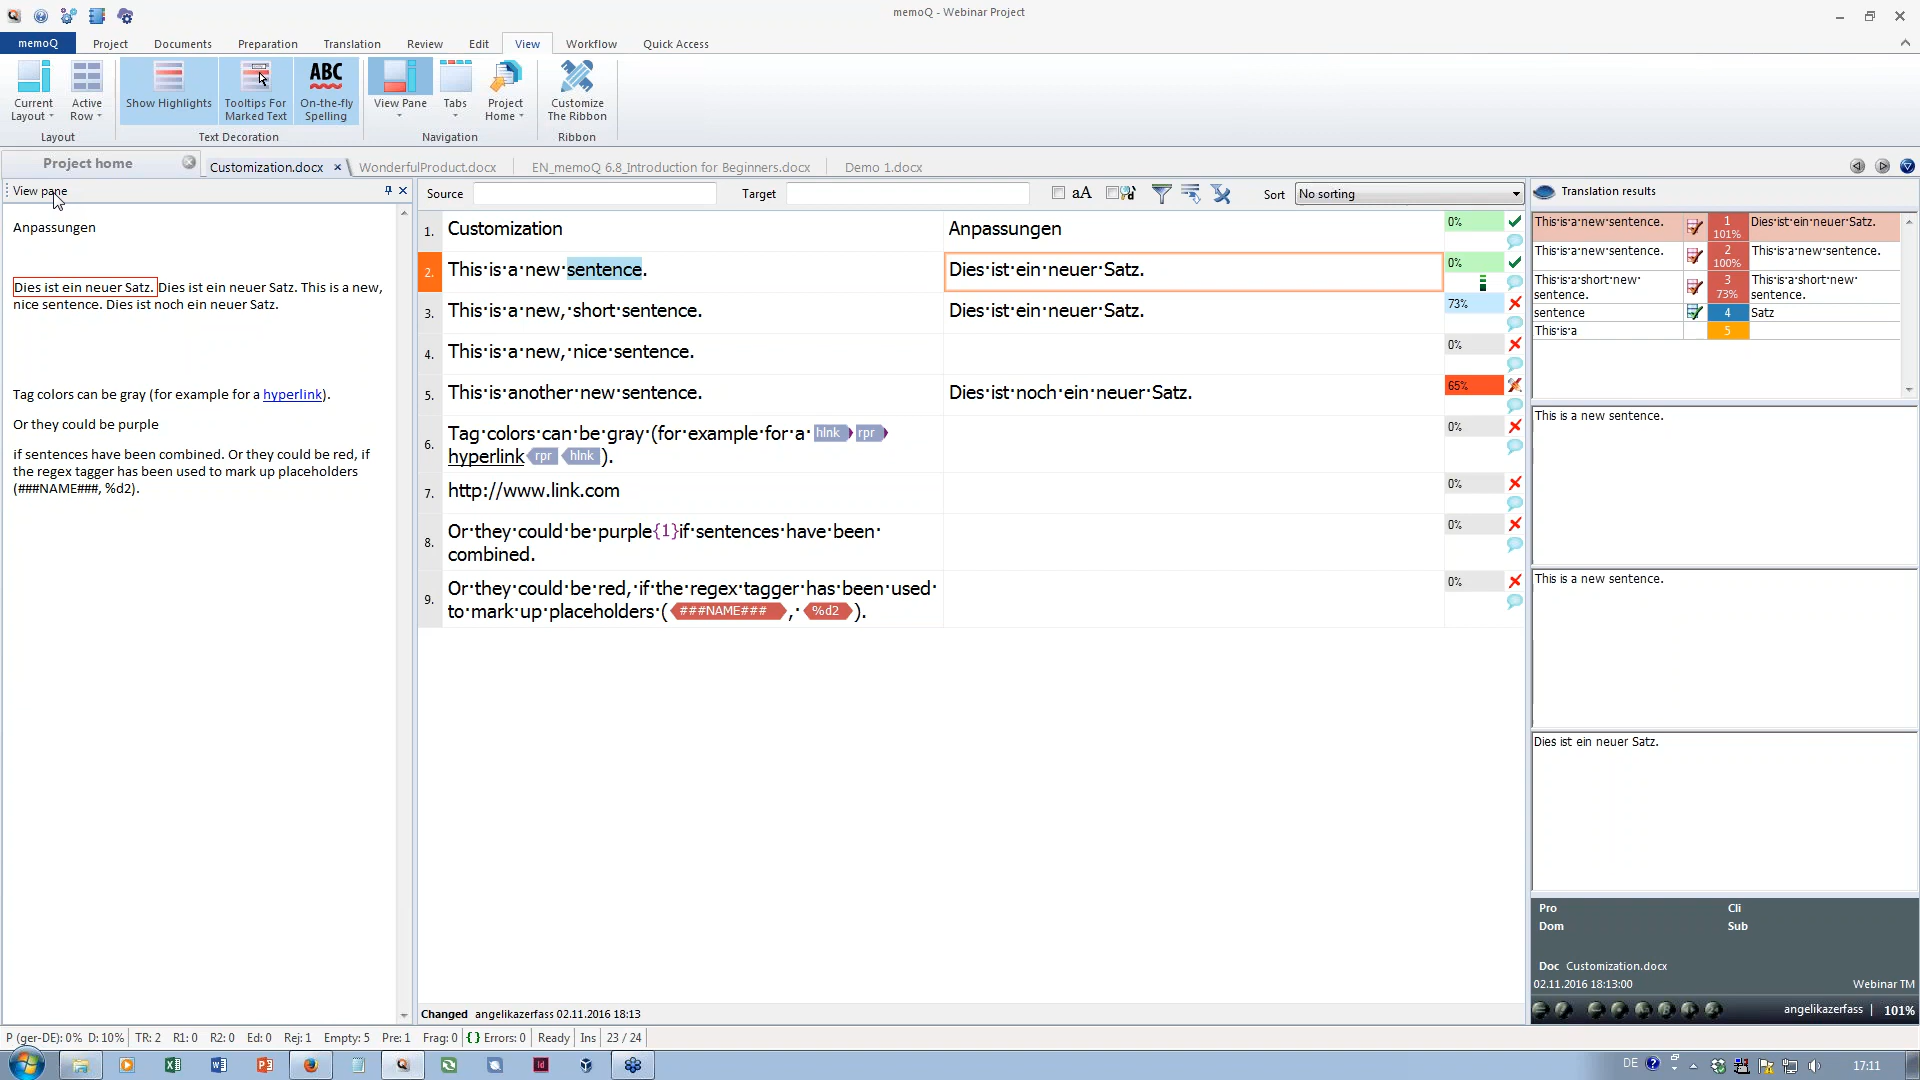 memoQ - Webinar Project
memoQ Project Documents Preparation Translation Review Edit View Workflow Quick Access
Current Layout
Active Row
Show Highlights
Tooltips For Marked Text
ABC
On-the-fly Spelling
View Pane
Tabs
Project Home
Customize The Ribbon
Layout Text Decoration Navigation Ribbon
Project home Customization.docx WonderfulProduct.docx EN_memoQ 6.8_Introduction for Beginners.docx Demo 1.docx
View pane
Anpassungen
Dies ist ein neuer Satz. Dies ist ein neuer Satz. This is a new,
nice sentence. Dies ist noch ein neuer Satz.
Tag colors can be gray (for example for a hyperlink).
Or they could be purple
if sentences have been combined. Or they could be red, if
the regex tagger has been used to mark up placeholders
(###NAME###, %d2).
Source Target aA Sort No sorting
1. Customization Anpassungen 0%
2. This·is·a·new·sentence. Dies·ist·ein·neuer·Satz. 0%
3. This·is·a·new,·short·sentence. Dies·ist·ein·neuer·Satz. 73%
4. This·is·a·new,·nice·sentence. 0%
5. This·is·another·new·sentence. Dies·ist·noch·ein·neuer·Satz. 65%
6. Tag·colors·can·be·gray·(for·example·for·a· hlnk rpr 0%
hyperlink rpr hlnk ).
7. http://www.link.com 0%
8. Or·they·could·be·purple{1}if·sentences·have·been· 0%
combined.
9. Or·they·could·be·red,·if·the·regex·tagger·has·been·used· 0%
to·mark·up·placeholders·( ###NAME### ,· %d2 ).
Changed angelikazerfass 02.11.2016 18:13
Translation results
This·is·a·new·sentence. 1 101% Dies·ist·ein·neuer·Satz.
This·is·a·new·sentence. 2 100% This·is·a·new·sentence.
This·is·a·short·new· sentence. 3 73% This·is·a·short·new· sentence.
sentence 4 Satz
This·is·a 5
This is a new sentence.
This is a new sentence.
Dies ist ein neuer Satz.
Pro Cli
Dom Sub
Doc Customization.docx
02.11.2016 18:13:00 Webinar TM
angelikazerfass | 101%
P (ger-DE): 0% D: 10% TR: 2 R1: 0 R2: 0 Ed: 0 Rej: 1 Empty: 5 Pre: 1 Frag: 0 { } Errors: 0 Ready Ins 23 / 24
DE 17:11